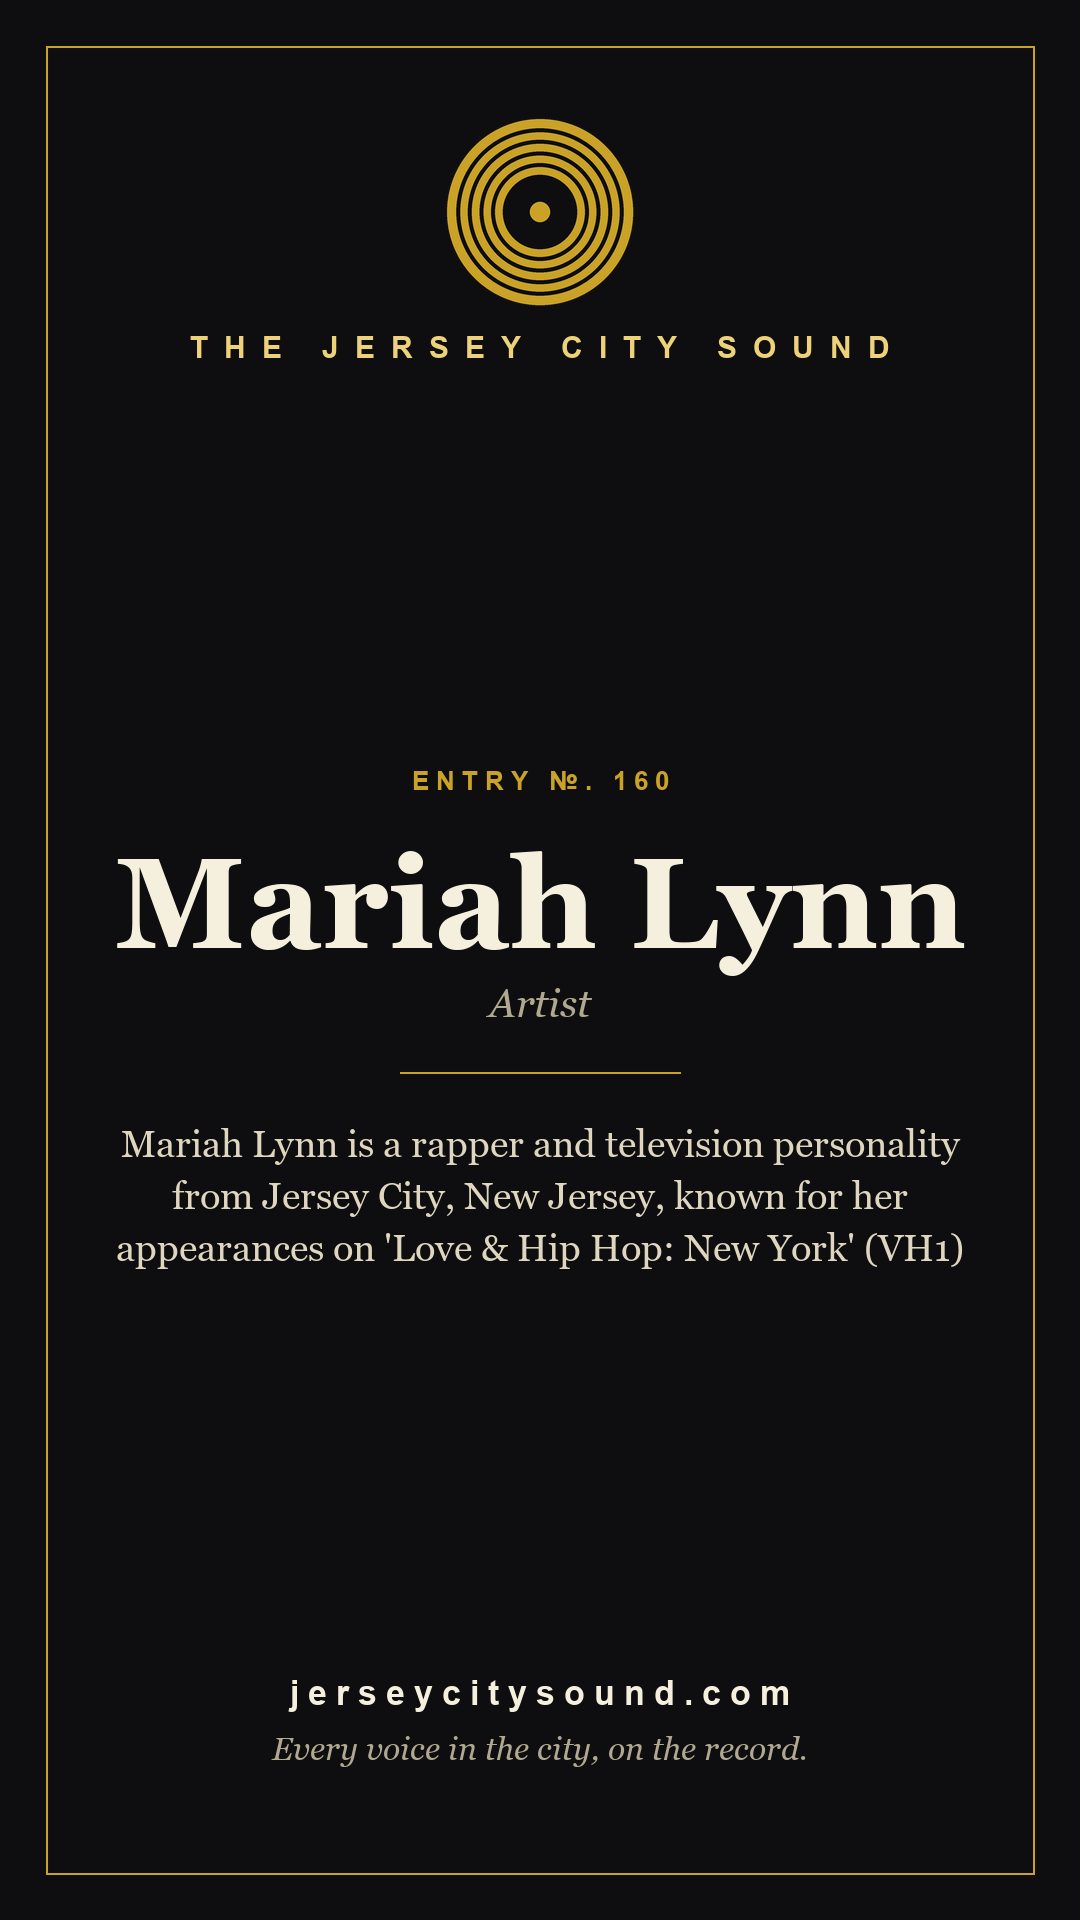 THE JERSEY CITY SOUND
ENTRY №. 160
Mariah Lynn
Artist
Mariah Lynn is a rapper and television personality
from Jersey City, New Jersey, known for her
appearances on 'Love & Hip Hop: New York' (VH1)
jerseycitysound.com
Every voice in the city, on the record.